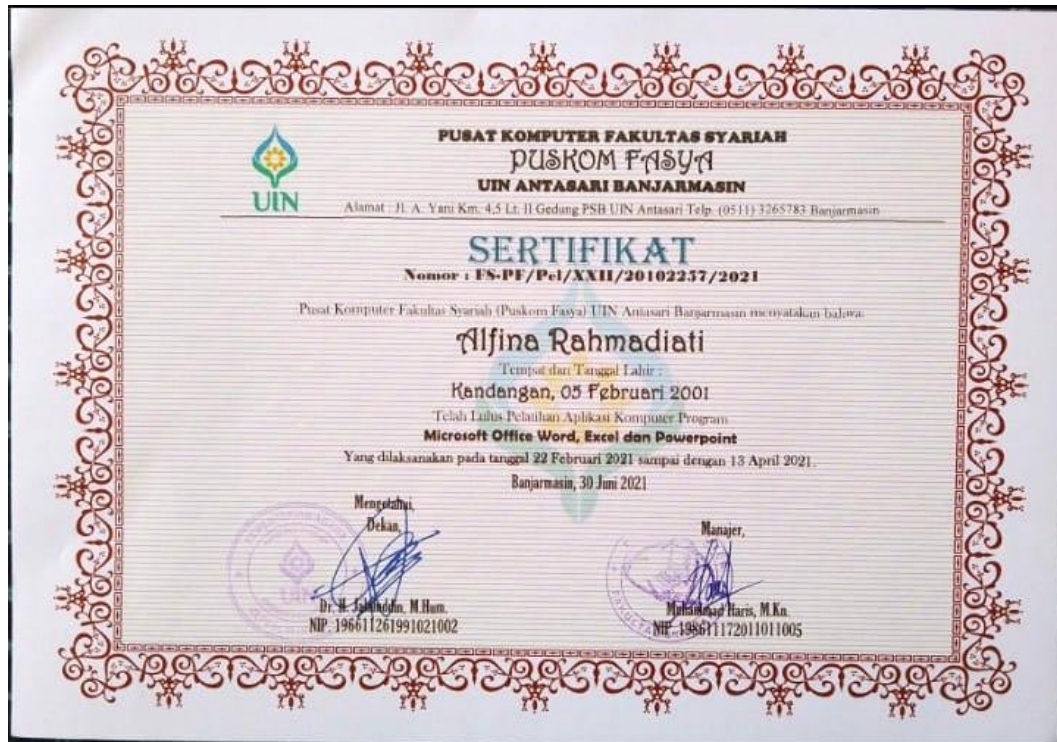 UIN
PUSAT KOMPUTER FAKULTAS SYARIAH
PUSKOM FASYA
UIN ANTASARI BANJARMASIN
Alamat : Jl. A. Yani Km. 4,5 Lt. II Gedung PSB UIN Antasari Telp. (0511) 3265783 Banjarmasin
SERTIFIKAT
Nomor : FS-PF/Pel/XXII/20102257/2021
Pusat Komputer Fakultas Syariah (Puskom Fasya) UIN Antasari Banjarmasin menyatakan bahwa:
Alfina Rahmadiati
Tempat dan Tanggal Lahir :
Kandangan, 05 Februari 2001
Telah Lulus Pelatihan Aplikasi Komputer Program
Microsoft Office Word, Excel dan Powerpoint
Yang dilaksanakan pada tanggal 22 Februari 2021 sampai dengan 13 April 2021.
Banjarmasin, 30 Juni 2021
Mengetahui,
Dekan,
Dr. H. Jalaluddin, M.Hum.
NIP. 196611261991021002
Manajer,
Muhammad Haris, M.Kn.
NIP. 198611172011011005